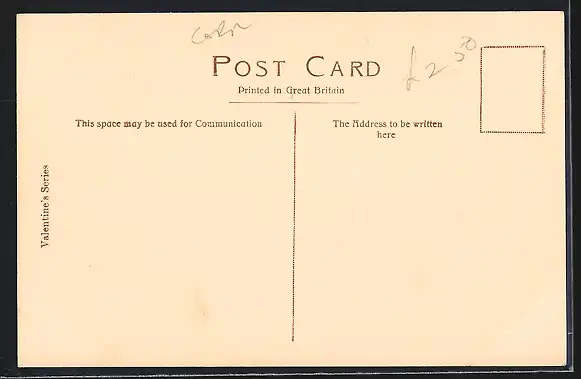 POST CARD
£2.50
Printed in Great Britain
This space may be used for Communication
The Address to be written
here
Valentine's Series